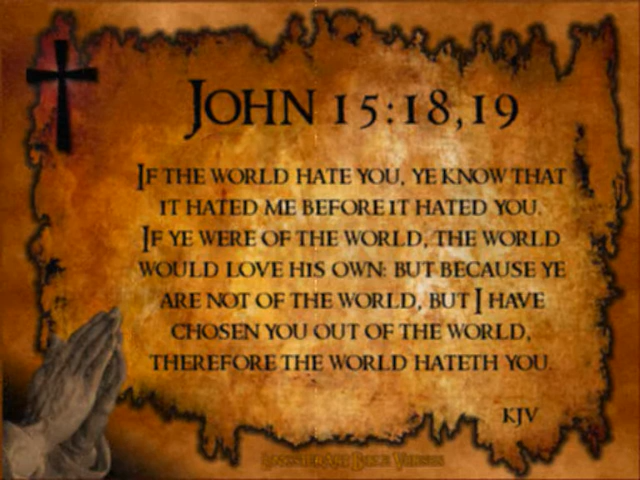 JOHN 15:18,19
IF THE WORLD HATE YOU, YE KNOW THAT
IT HATED ME BEFORE IT HATED YOU.
IF YE WERE OF THE WORLD, THE WORLD
WOULD LOVE HIS OWN: BUT BECAUSE YE
ARE NOT OF THE WORLD, BUT I HAVE
CHOSEN YOU OUT OF THE WORLD,
THEREFORE THE WORLD HATETH YOU.
KJV
BIBLE VERSES